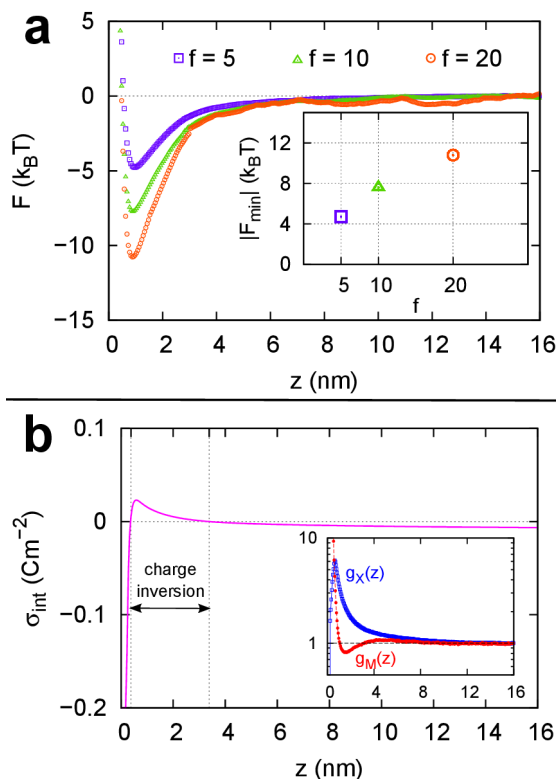 a
f = 5 f = 10 f = 20
5
0
−5
−10
−15
F (kBT)
0 2 4 6 8 10 12 14 16
z (nm)
12
8
4
0
|Fmin| (kBT)
5 10 20
f
b
0.1
0
−0.1
−0.2
σint (Cm−2)
charge
inversion
0 2 4 6 8 10 12 14 16
z (nm)
10
1
gX(z)
gM(z)
0 4 8 12 16